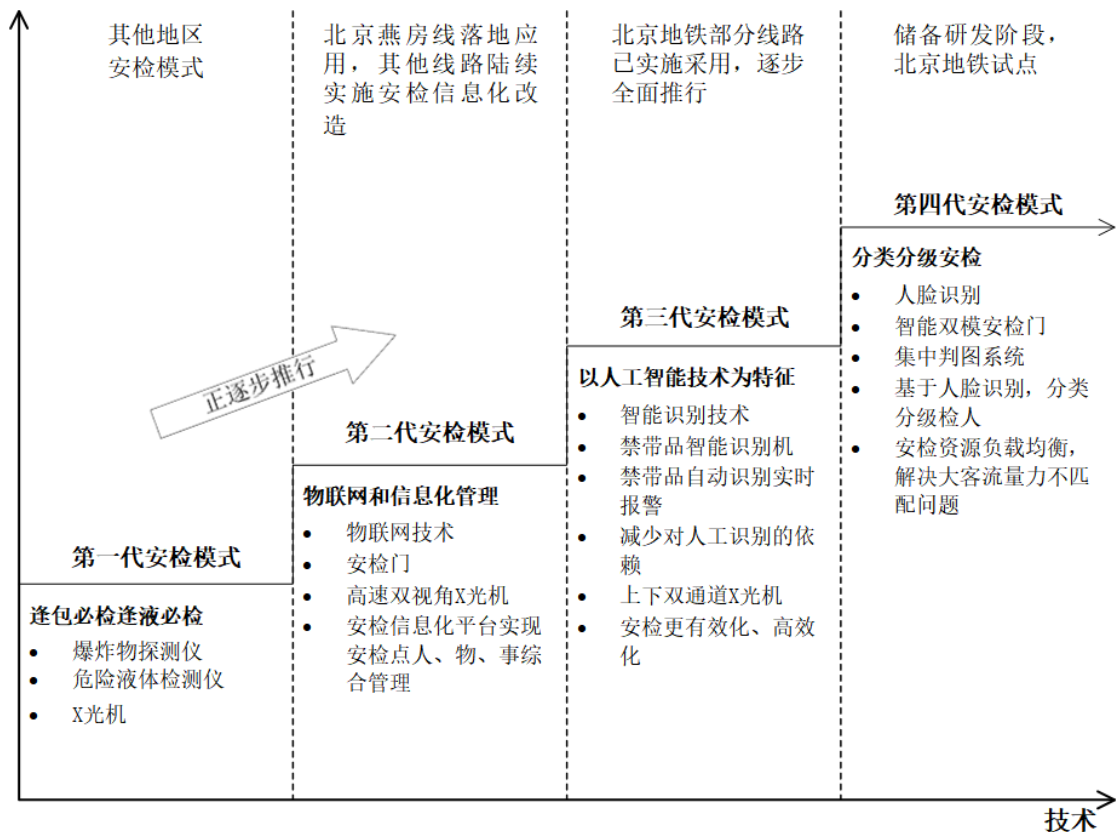 其他地区
安检模式
北京燕房线落地应
用，其他线路陆续
实施安检信息化改
造
北京地铁部分线路
已实施采用，逐步
全面推行
储备研发阶段，
北京地铁试点
第四代安检模式
分类分级安检
• 人脸识别
• 智能双模安检门
• 集中判图系统
• 基于人脸识别，分类
分级检人
• 安检资源负载均衡，
解决大客流量力不匹
配问题
第三代安检模式
以人工智能技术为特征
• 智能识别技术
• 禁带品智能识别机
• 禁带品自动识别实时
报警
• 减少对人工识别的依
赖
• 上下双通道X光机
• 安检更有效化、高效
化
正逐步推行
第二代安检模式
物联网和信息化管理
• 物联网技术
• 安检门
• 高速双视角X光机
• 安检信息化平台实现
安检点人、物、事综
合管理
第一代安检模式
逢包必检逢液必检
• 爆炸物探测仪
• 危险液体检测仪
• X光机
技术